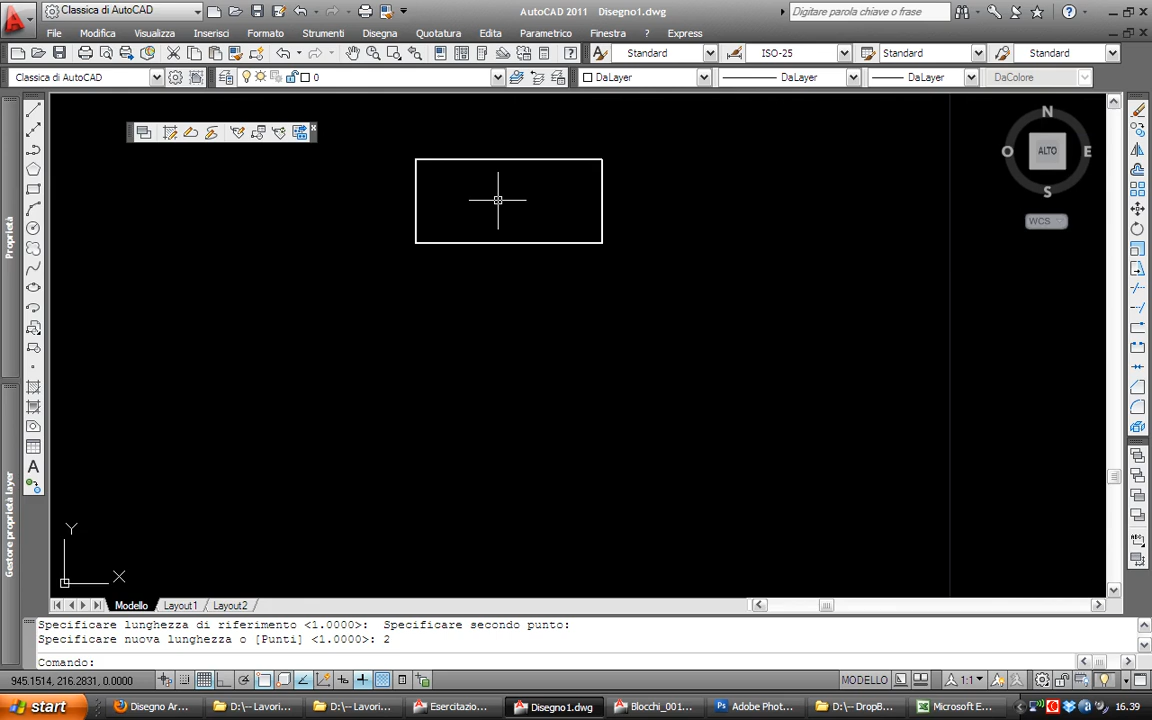 Classica di AutoCAD
AutoCAD 2011 Disegno1.dwg
Digitare parola chiave o frase
File Modifica Visualizza Inserisci Formato Strumenti Disegna Quotatura Edita Parametrico Finestra ? Express
Standard ISO-25 Standard Standard
Classica di AutoCAD 0 DaLayer DaLayer DaLayer DaColore
N
O ALTO E
S
WCS
Proprietà
Gestore proprietà layer
A
ABC
Y
X
Modello Layout1 Layout2
Specificare lunghezza di riferimento <1.0000>: Specificare secondo punto:
Specificare nuova lunghezza o [Punti] <1.0000>: 2
Comando:
945.1514, 216.2831, 0.0000 MODELLO 1:1
start Disegno Ar... D:\-- Lavori... D:\-- Lavori... Esercitazio... Disegno1.dwg Blocchi_001... Adobe Phot... D:\-- DropB... Microsoft E... 16.39